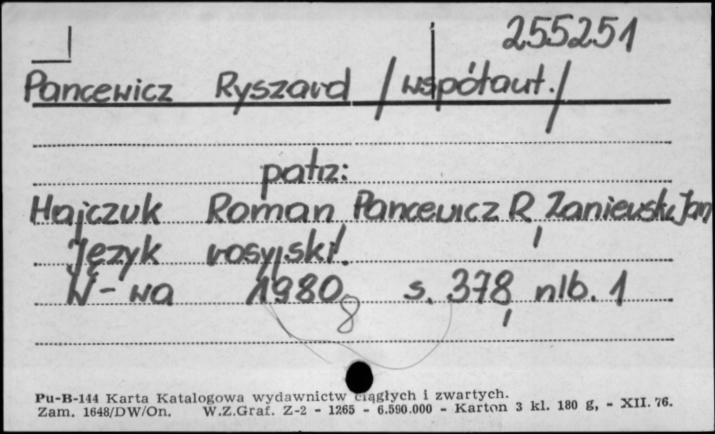 255251
Pancewicz Ryszard /współaut./
patrz:
Hajczuk Roman, Pancewicz R, Zaniewski Jan
Język rosyjski.
W-wa 1980 s. 378, nlb. 1
8
Pu-B-144 Karta Katalogowa wydawnictw ciągłych i zwartych.
Zam. 1648/DW/On. W.Z.Graf. Z-2 - 1265 - 6.590.000 - Karton 3 kl. 180 g, - XII. 76.